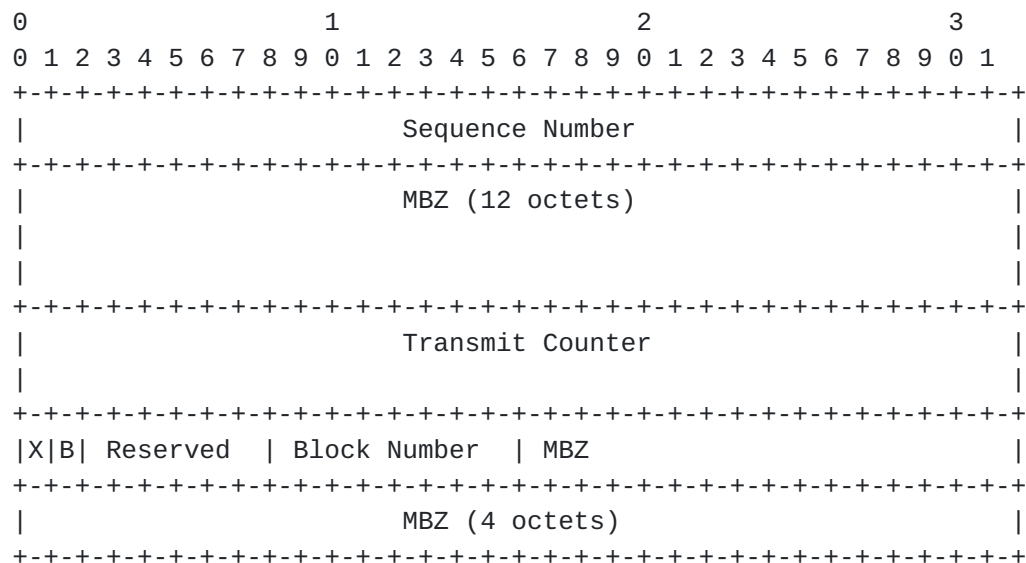 0                   1                   2                   3
0 1 2 3 4 5 6 7 8 9 0 1 2 3 4 5 6 7 8 9 0 1 2 3 4 5 6 7 8 9 0 1
+-+-+-+-+-+-+-+-+-+-+-+-+-+-+-+-+-+-+-+-+-+-+-+-+-+-+-+-+-+-+-+-+
|                        Sequence Number                        |
+-+-+-+-+-+-+-+-+-+-+-+-+-+-+-+-+-+-+-+-+-+-+-+-+-+-+-+-+-+-+-+-+
|                        MBZ (12 octets)                        |
|                                                               |
|                                                               |
+-+-+-+-+-+-+-+-+-+-+-+-+-+-+-+-+-+-+-+-+-+-+-+-+-+-+-+-+-+-+-+-+
|                        Transmit Counter                       |
|                                                               |
+-+-+-+-+-+-+-+-+-+-+-+-+-+-+-+-+-+-+-+-+-+-+-+-+-+-+-+-+-+-+-+-+
|X|B| Reserved  | Block Number  | MBZ                           |
+-+-+-+-+-+-+-+-+-+-+-+-+-+-+-+-+-+-+-+-+-+-+-+-+-+-+-+-+-+-+-+-+
|                        MBZ (4 octets)                         |
+-+-+-+-+-+-+-+-+-+-+-+-+-+-+-+-+-+-+-+-+-+-+-+-+-+-+-+-+-+-+-+-+